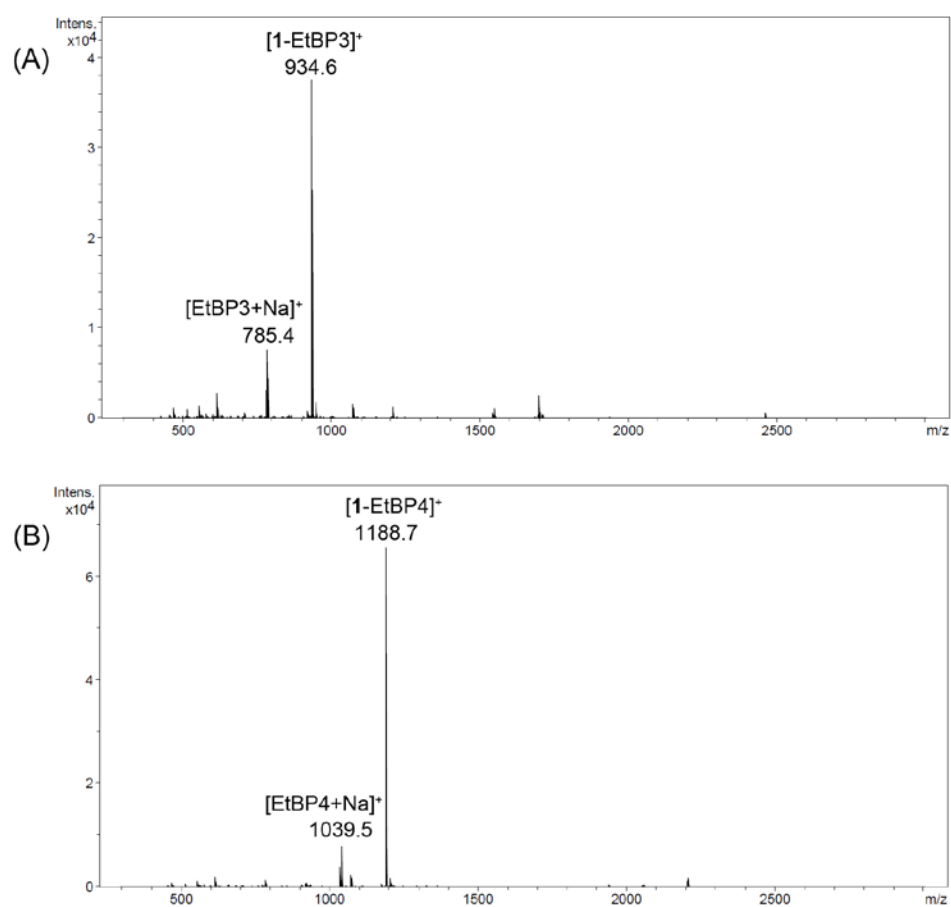 (A)
Intens.
x10⁴
[1-EtBP3]⁺
934.6
[EtBP3+Na]⁺
785.4
4
3
2
1
0
500 1000 1500 2000 2500 m/z
(B)
Intens.
x10⁴
[1-EtBP4]⁺
1188.7
[EtBP4+Na]⁺
1039.5
6
4
2
0
500 1000 1500 2000 2500 m/z